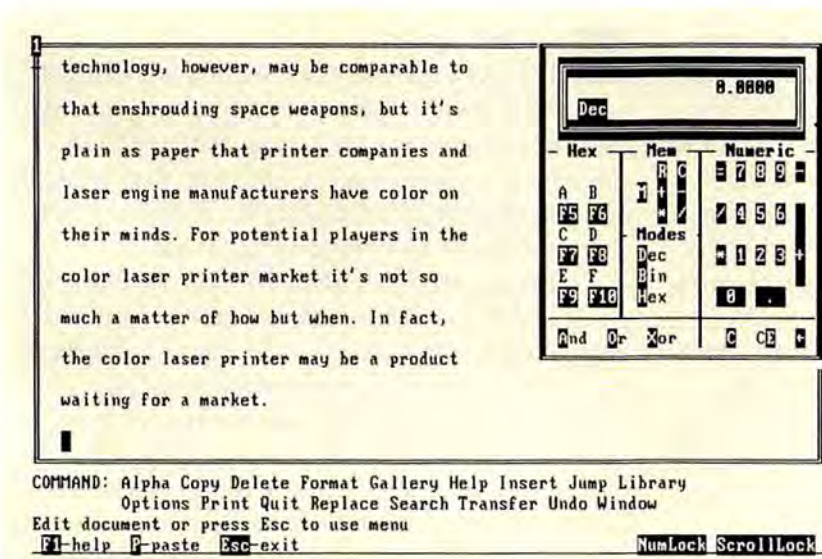 1
technology, however, may be comparable to
that enshrouding space weapons, but it's
plain as paper that printer companies and
laser engine manufacturers have color on
their minds. For potential players in the
color laser printer market it's not so
much a matter of how but when. In fact,
the color laser printer may be a product
waiting for a market.
0.0000
Dec
Hex Mem Numeric
R C = 7 8 9 -
A B M + -
F5 F6 * / / 4 5 6
C D Modes
F7 F8 Dec * 1 2 3 +
E F Bin
F9 F10 Hex 0 .
And Or Xor C CE
COMMAND: Alpha Copy Delete Format Gallery Help Insert Jump Library
Options Print Quit Replace Search Transfer Undo Window
Edit document or press Esc to use menu
F1-help P-paste Esc-exit NumLock ScrollLock